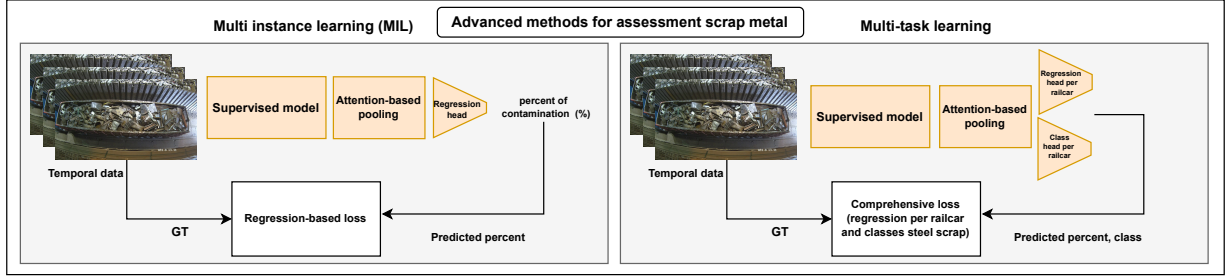 Advanced methods for assessment scrap metal
Multi instance learning (MIL)
Supervised model
Attention-based
pooling
Regression
head
percent of
contamination (%)
Temporal data
GT
Regression-based loss
Predicted percent
Multi-task learning
Supervised model
Attention-based
pooling
Regression
head per
railcar
Class
head per
railcar
Temporal data
GT
Comprehensive loss
(regression per railcar
and classes steel scrap)
Predicted percent, class